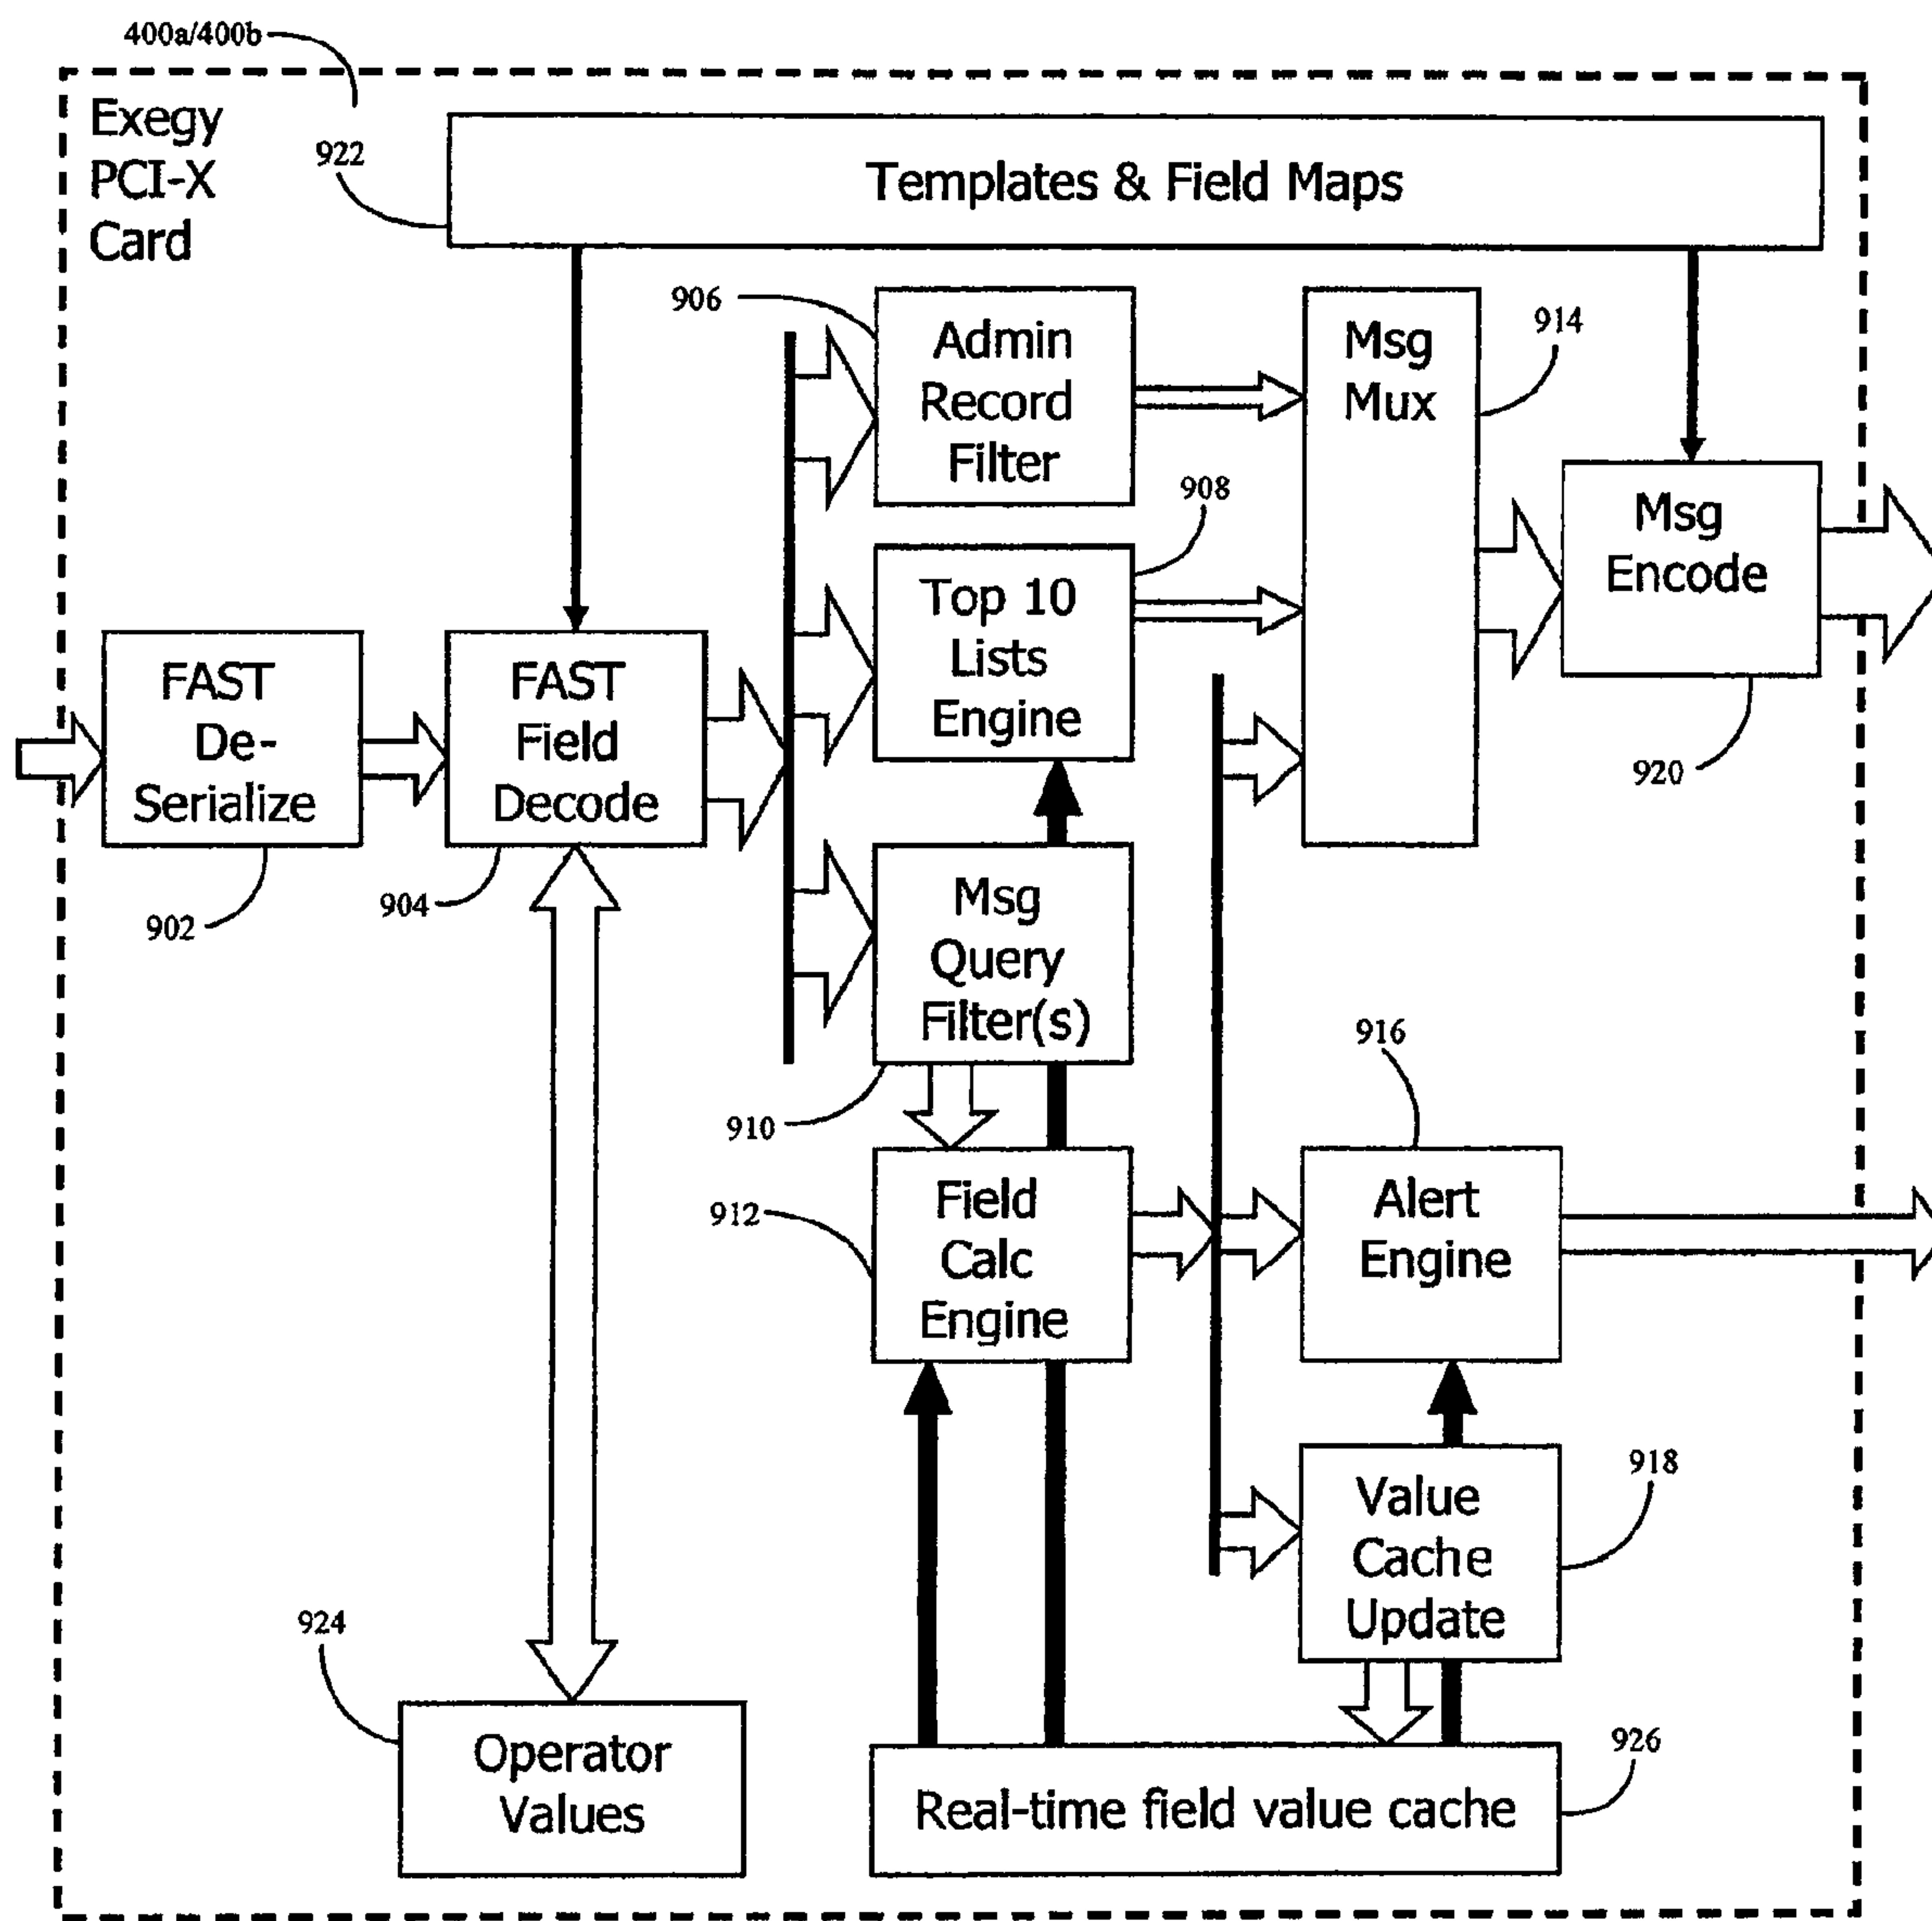 400a/400b
Exegy
PCI-X
Card
922
Templates & Field Maps
906
Admin
Record
Filter
Msg
Mux
914
908
Top 10
Lists
Engine
Msg
Encode
920
FAST
De-
Serialize
902
FAST
Field
Decode
904
Msg
Query
Filter(s)
910
916
912
Field
Calc
Engine
Alert
Engine
918
Value
Cache
Update
924
Operator
Values
926
Real-time field value cache